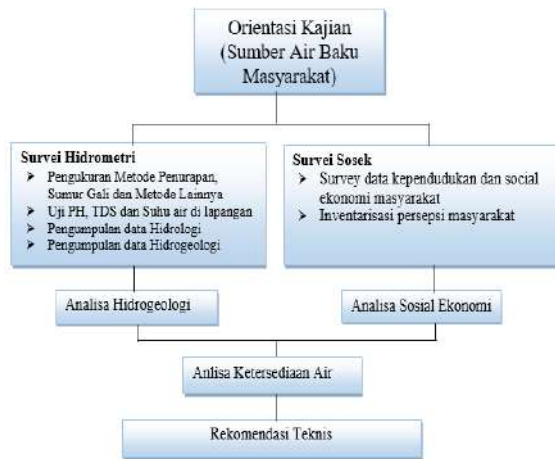 Orientasi Kajian
(Sumber Air Baku
Masyarakat)
Survei Hidrometri
➤ Pengukuran Metode Penurapan,
Sumur Gali dan Metode Lainnya
➤ Uji PH, TDS dan Suhu air di lapangan
➤ Pengumpulan data Hidrologi
➤ Pengumpulan data Hidrogeologi
Survei Sosek
➤ Survey data kependudukan dan social
ekonomi masyarakat
➤ Inventarisasi persepsi masyarakat
Analisa Hidrogeologi
Analisa Sosial Ekonomi
Anlisa Ketersediaan Air
Rekomendasi Teknis